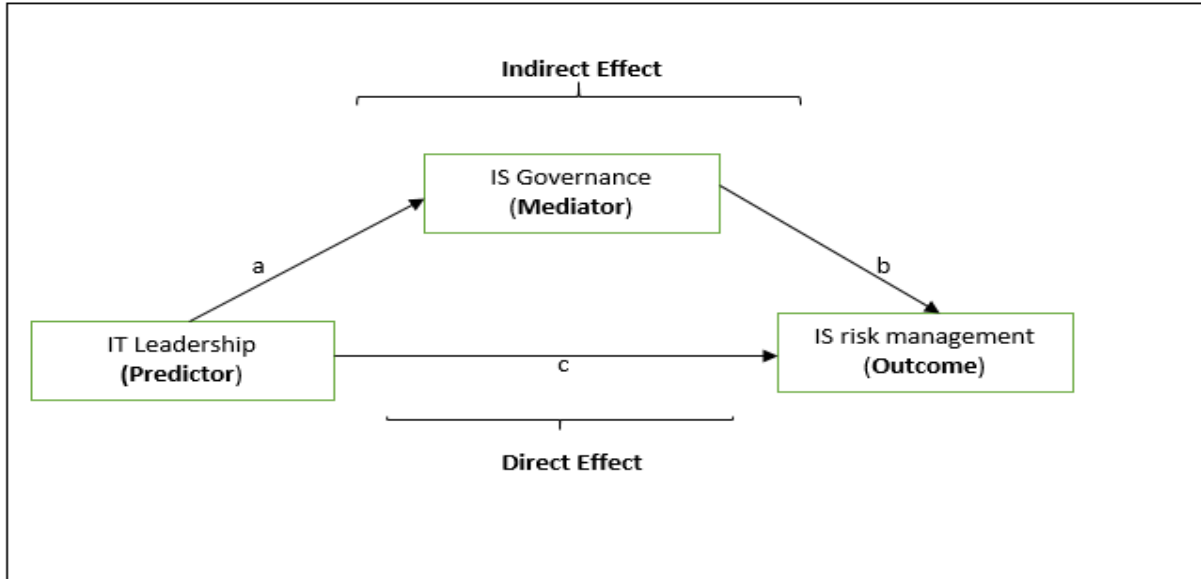 Indirect Effect
IS Governance
(Mediator)
a
b
IT Leadership
(Predictor)
IS risk management
(Outcome)
c
Direct Effect